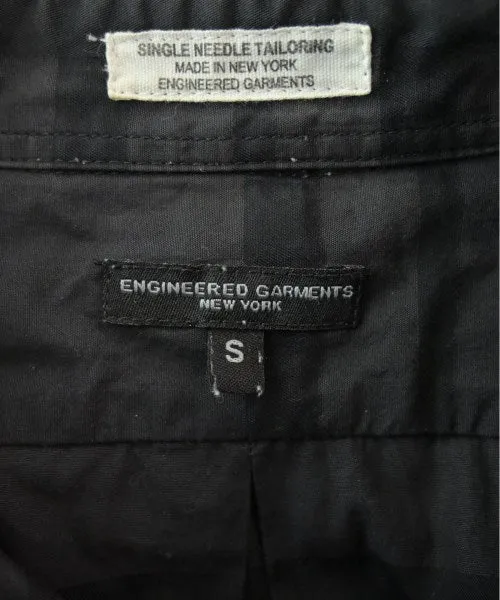 SINGLE NEEDLE TAILORING
MADE IN NEW YORK
ENGINEERED GARMENTS
ENGINEERED GARMENTS
NEW YORK
S